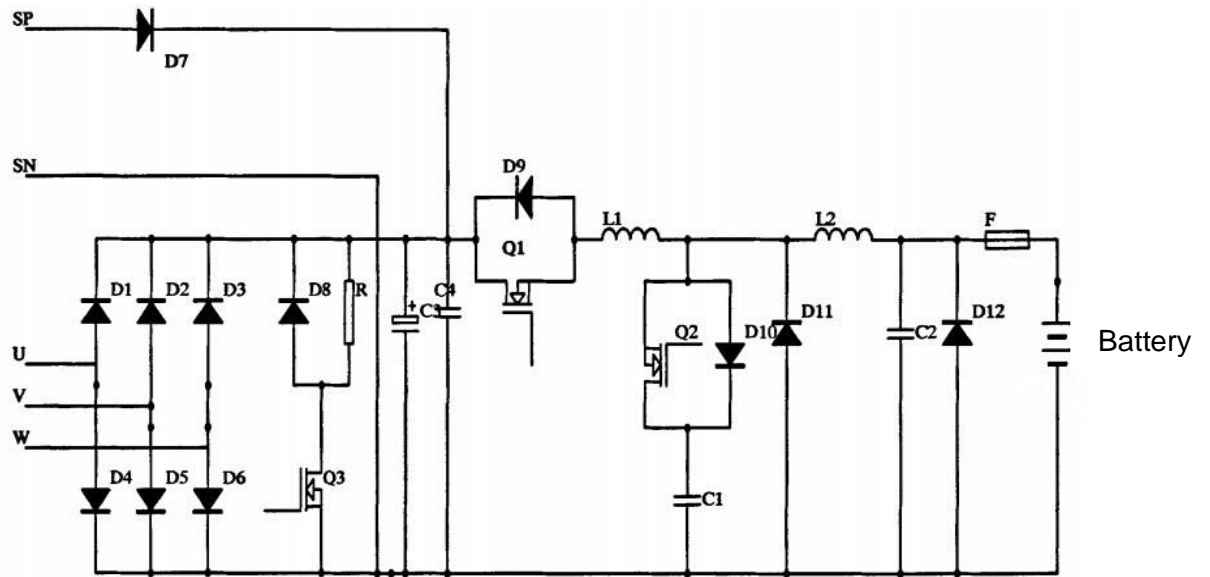 SP
D7
SN
D9
L1
L2
F
Q1
D1
D2
D3
D8
R
C3
C4
U
V
W
Q2
D10
D11
C2
D12
Battery
D4
D5
D6
Q3
C1
+